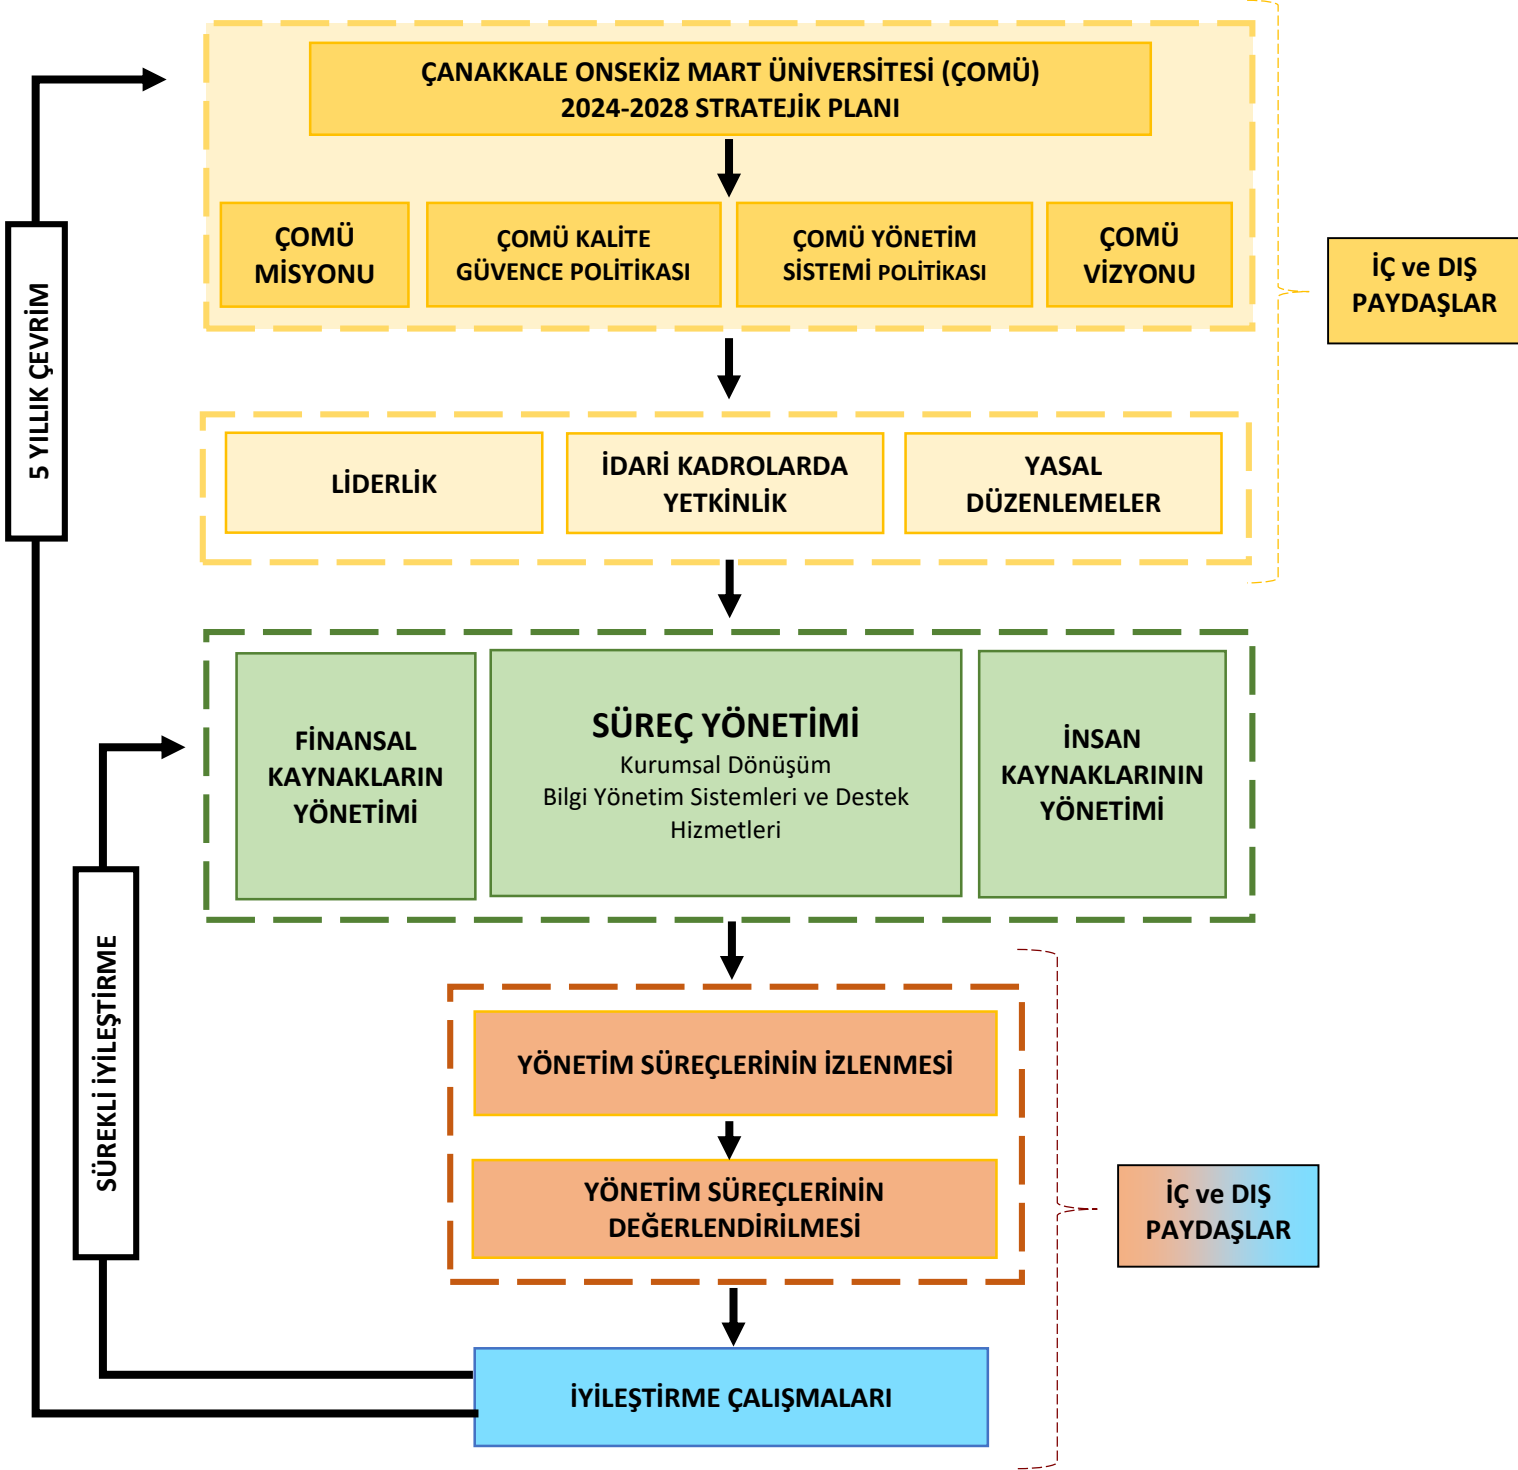 ÇANAKKALE ONSEKİZ MART ÜNİVERSİTESİ (ÇOMÜ)
2024-2028 STRATEJİK PLANI
ÇOMÜ
MİSYONU
ÇOMÜ KALİTE
GÜVENCE POLİTİKASI
ÇOMÜ YÖNETİM
SİSTEMİ POLİTİKASI
ÇOMÜ
VİZYONU
İÇ ve DIŞ
PAYDAŞLAR
5 YILLIK ÇEVRİM
LİDERLİK
İDARİ KADROLARDA
YETKİNLİK
YASAL
DÜZENLEMELER
FİNANSAL
KAYNAKLARIN
YÖNETİMİ
SÜREÇ YÖNETİMİ
Kurumsal Dönüşüm
Bilgi Yönetim Sistemleri ve Destek
Hizmetleri
İNSAN
KAYNAKLARININ
YÖNETİMİ
SÜREKLİ İYİLEŞTİRME
YÖNETİM SÜREÇLERİNİN İZLENMESİ
YÖNETİM SÜREÇLERİNİN
DEĞERLENDİRİLMESİ
İÇ ve DIŞ
PAYDAŞLAR
İYİLEŞTİRME ÇALIŞMALARI